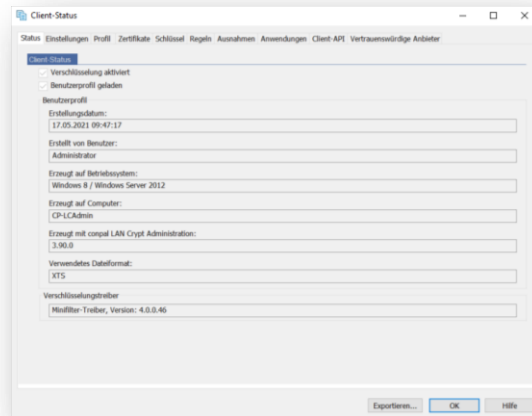 Client-Status
Status Einstellungen Profil Zertifikate Schlüssel Regeln Ausnahmen Anwendungen Client-API Vertrauenswürdige Anbieter
Client-Status
Verschlüsselung aktiviert
Benutzerprofil geladen
Benutzerprofil
Erstellungsdatum:
17.05.2021 09:47:17
Erstellt von Benutzer:
Administrator
Erzeugt auf Betriebssystem:
Windows 8 / Windows Server 2012
Erzeugt auf Computer:
CP-LCAdmin
Erzeugt mit conpal LAN Crypt Administration:
3.90.0
Verwendetes Dateiformat:
XTS
Verschlüsselungstreiber
Minifilter-Treiber, Version: 4.0.0.46
Exportieren... OK Hilfe